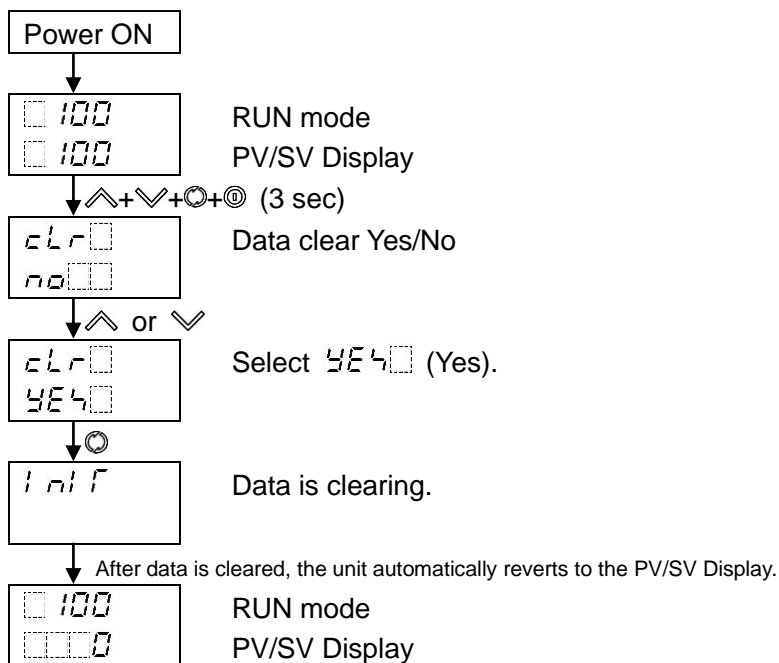 Power ON
100 RUN mode
100 PV/SV Display
+ + + (3 sec)
cLr Data clear Yes/No
no
or
cLr Select YES (Yes).
YES
INIT Data is clearing.
After data is cleared, the unit automatically reverts to the PV/SV Display.
100 RUN mode
0 PV/SV Display